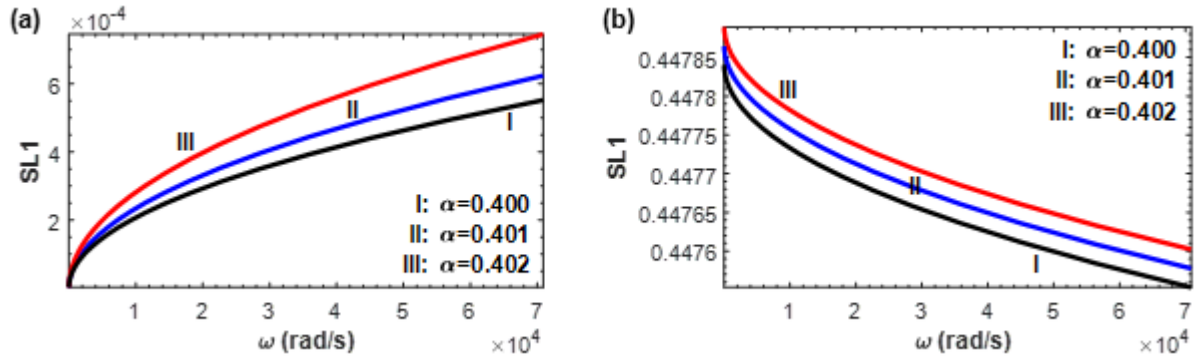 (a)
×10⁻⁴
SL1
6
4
2
III
II
I
I: α=0.400
II: α=0.401
III: α=0.402
1 2 3 4 5 6 7
ω (rad/s)
×10⁴
(b)
SL1
0.44785
0.4478
0.44775
0.4477
0.44765
0.4476
III
II
I
I: α=0.400
II: α=0.401
III: α=0.402
1 2 3 4 5 6 7
ω (rad/s)
×10⁴